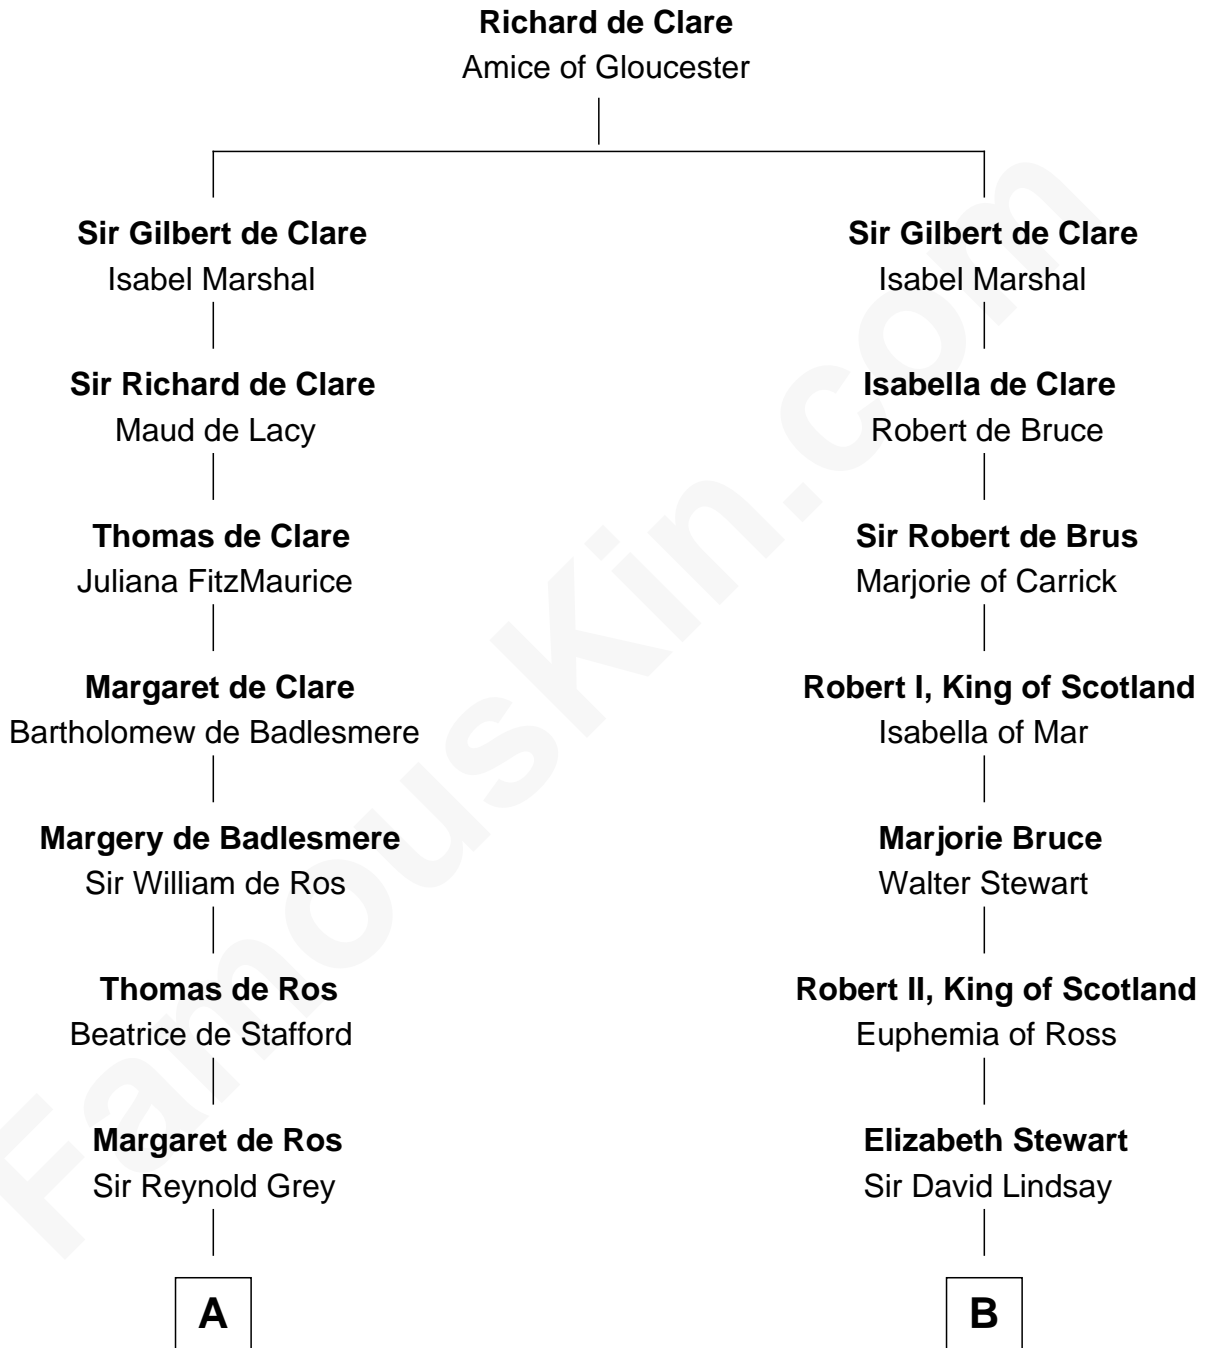 Richard de Clare
Amice of Gloucester
Sir Gilbert de Clare
Isabel Marshal
Sir Richard de Clare
Maud de Lacy
Thomas de Clare
Juliana FitzMaurice
Margaret de Clare
Bartholomew de Badlesmere
Margery de Badlesmere
Sir William de Ros
Thomas de Ros
Beatrice de Stafford
Margaret de Ros
Sir Reynold Grey
A
Sir Gilbert de Clare
Isabel Marshal
Isabella de Clare
Robert de Bruce
Sir Robert de Brus
Marjorie of Carrick
Robert I, King of Scotland
Isabella of Mar
Marjorie Bruce
Walter Stewart
Robert II, King of Scotland
Euphemia of Ross
Elizabeth Stewart
Sir David Lindsay
B
FamousKin.com